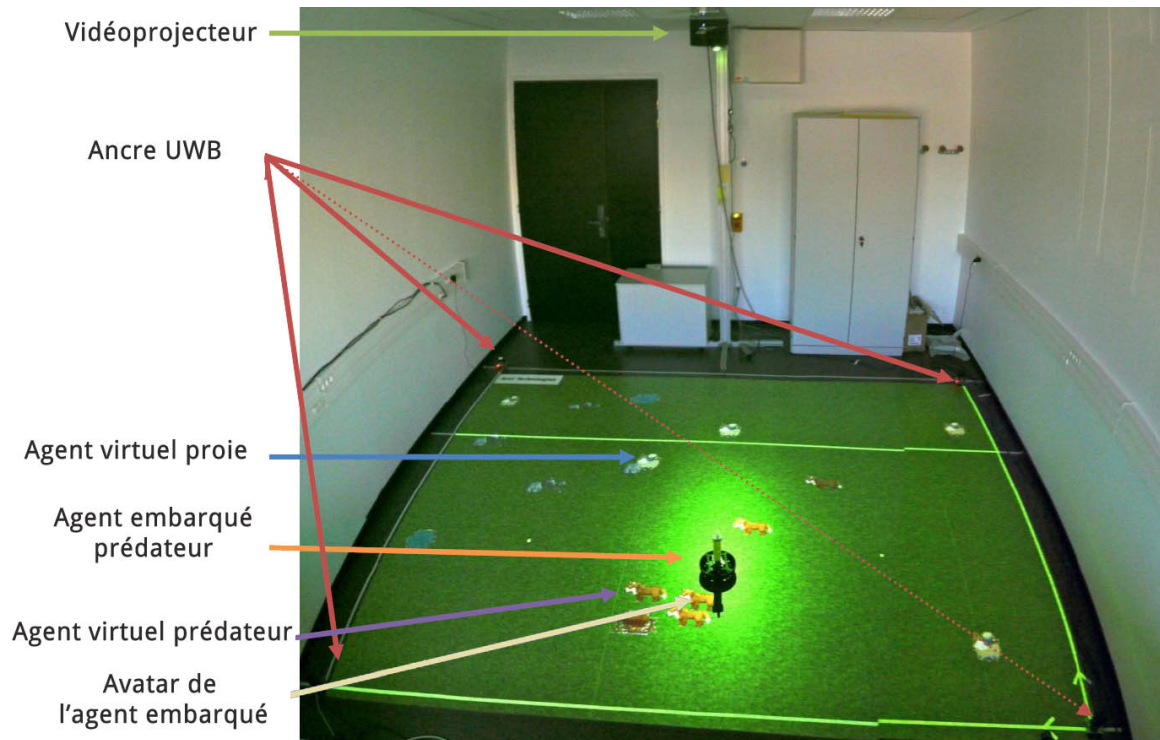 Vidéoprojecteur
Ancre UWB
Agent virtuel proie
Agent embarqué
prédateur
Agent virtuel prédateur
Avatar de
l'agent embarqué